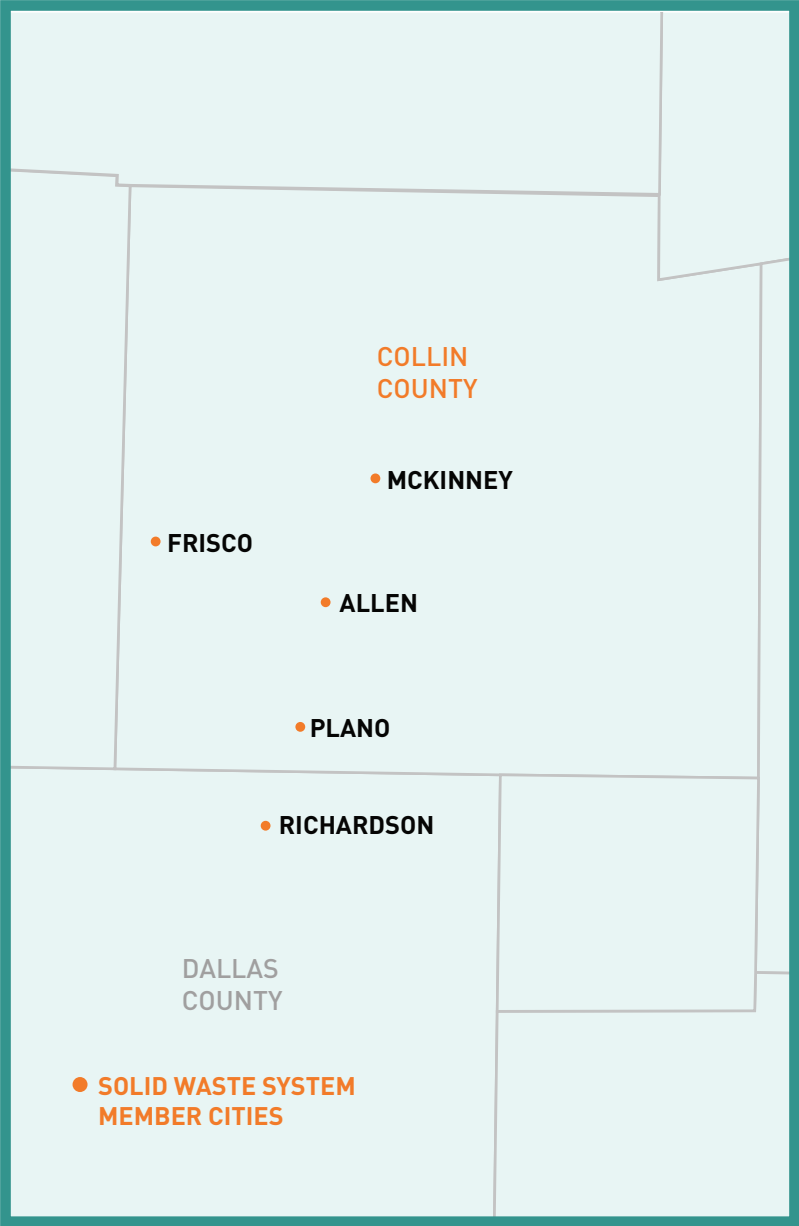 COLLIN
COUNTY
MCKINNEY
FRISCO
ALLEN
PLANO
RICHARDSON
DALLAS
COUNTY
SOLID WASTE SYSTEM
MEMBER CITIES